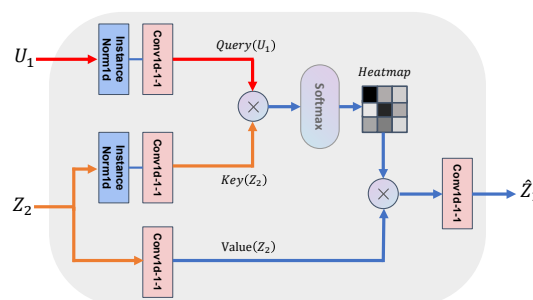 U₁
Instance Norm1d
Conv1d-1-1
Query(U₁)
×
Softmax
Heatmap
Z₂
Instance Norm1d
Conv1d-1-1
Key(Z₂)
×
Conv1d-1-1
Ẑ
Conv1d-1-1
Value(Z₂)